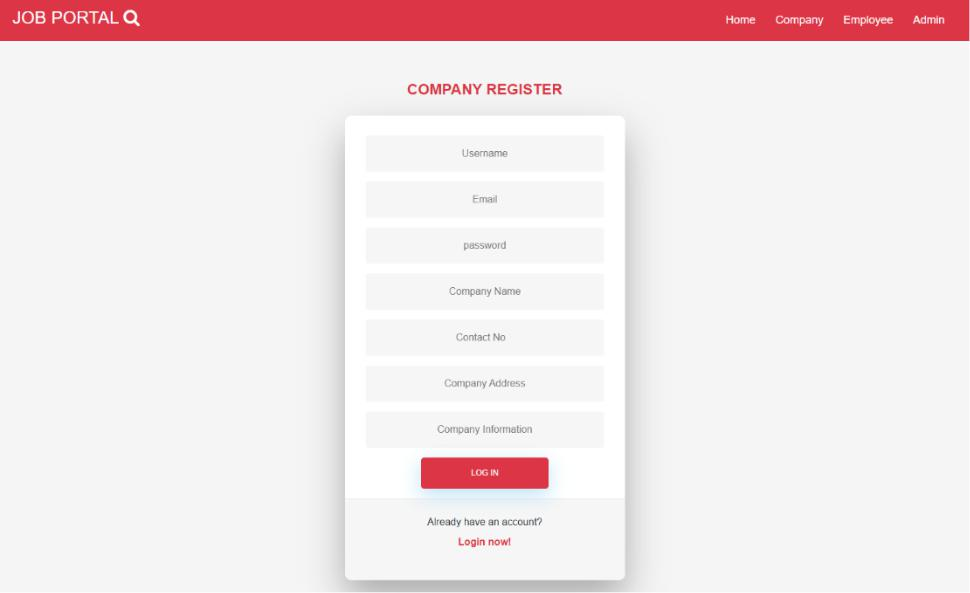 JOB PORTAL
Home Company Employee Admin
COMPANY REGISTER
Username
Email
password
Company Name
Contact No
Company Address
Company Information
LOG IN
Already have an account?
Login now!